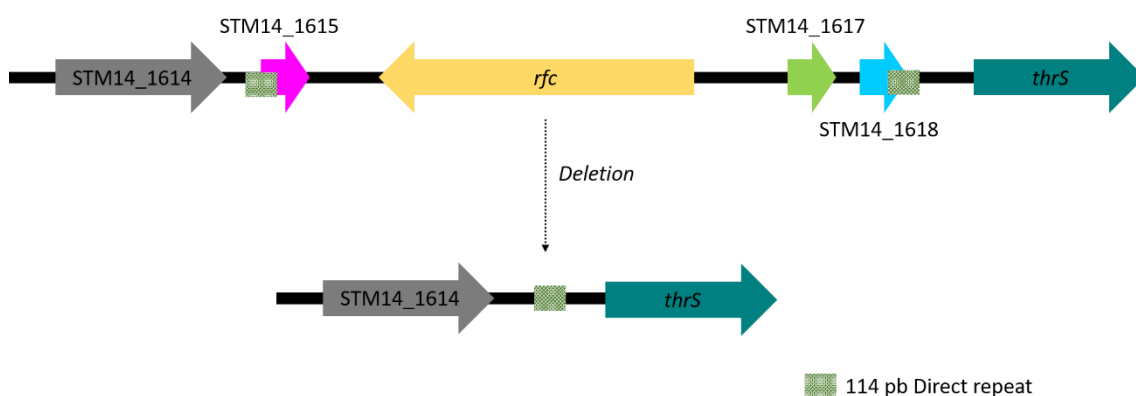 STM14_1615
STM14_1617
STM14_1614
rfc
thrS
STM14_1618
Deletion
STM14_1614
thrS
114 pb Direct repeat